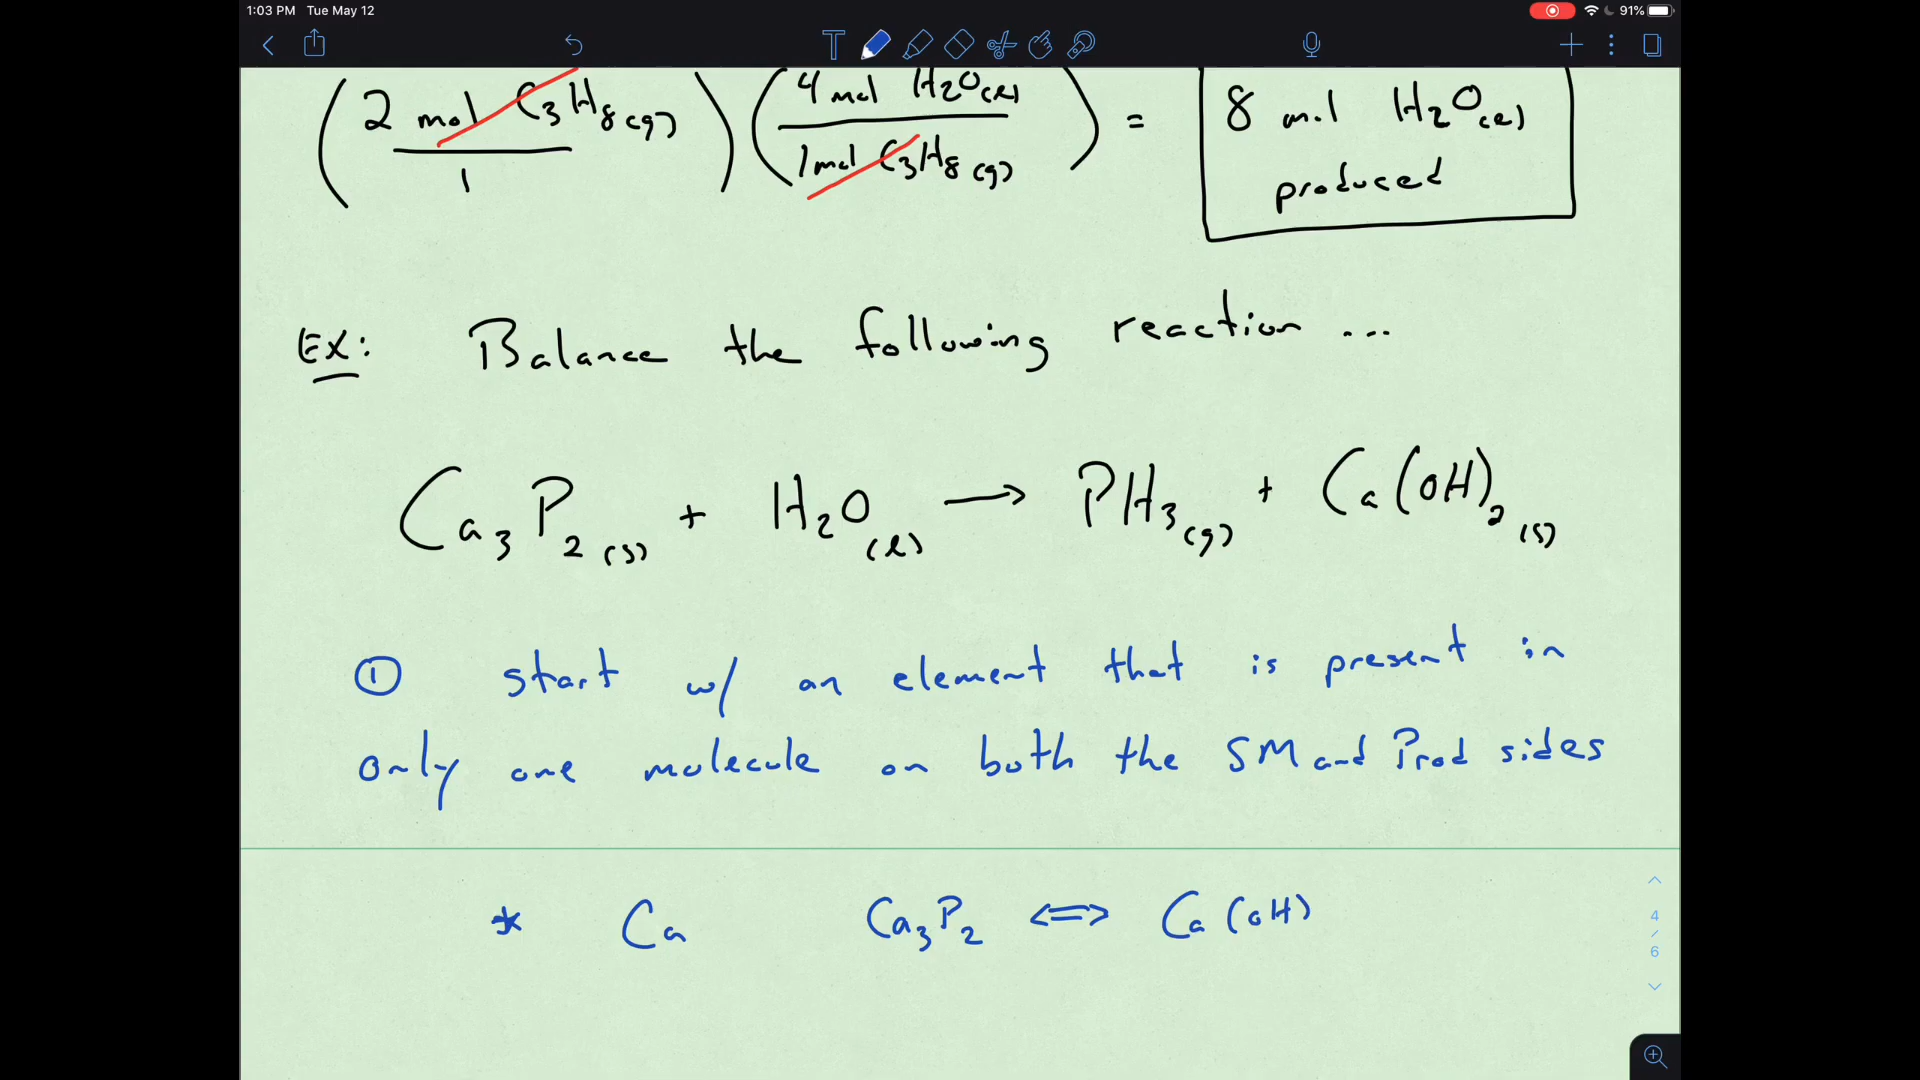 1:03 PM Tue May 12
91%
T
(2 mol C₃H₈(g) / 1) (4 mol H₂O(l) / 1 mol C₃H₈(g)) = 8 mol H₂O(l)
produced
EX: Balance the following reaction ...
Ca₃P₂(s) + H₂O(l) → PH₃(g) + Ca(OH)₂(s)
① start w/ an element that is present in
only one molecule on both the SM and Prod sides
* Ca Ca₃P₂ <=> Ca(OH)
4
/
6